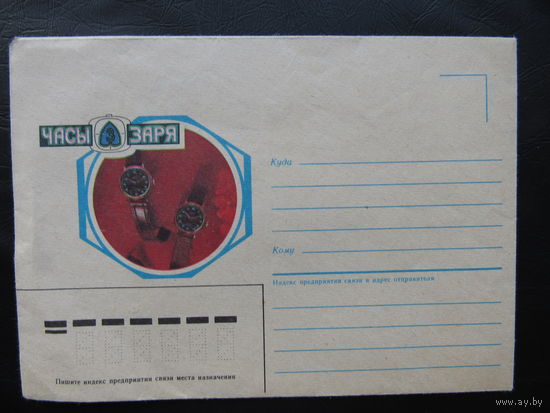 ЧАСЫ З ЗАРЯ
Куда
Кому
Индекс предприятия связи и адрес отправителя
Пишите индекс предприятия связи места назначения
www.ay.by